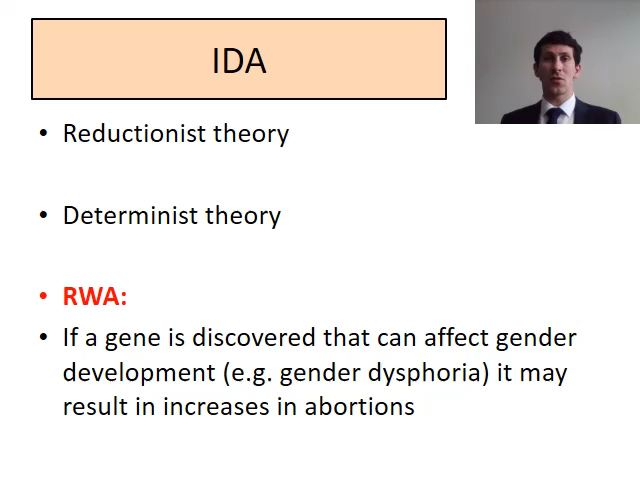 IDA
• Reductionist theory
• Determinist theory
• RWA:
• If a gene is discovered that can affect gender
development (e.g. gender dysphoria) it may
result in increases in abortions